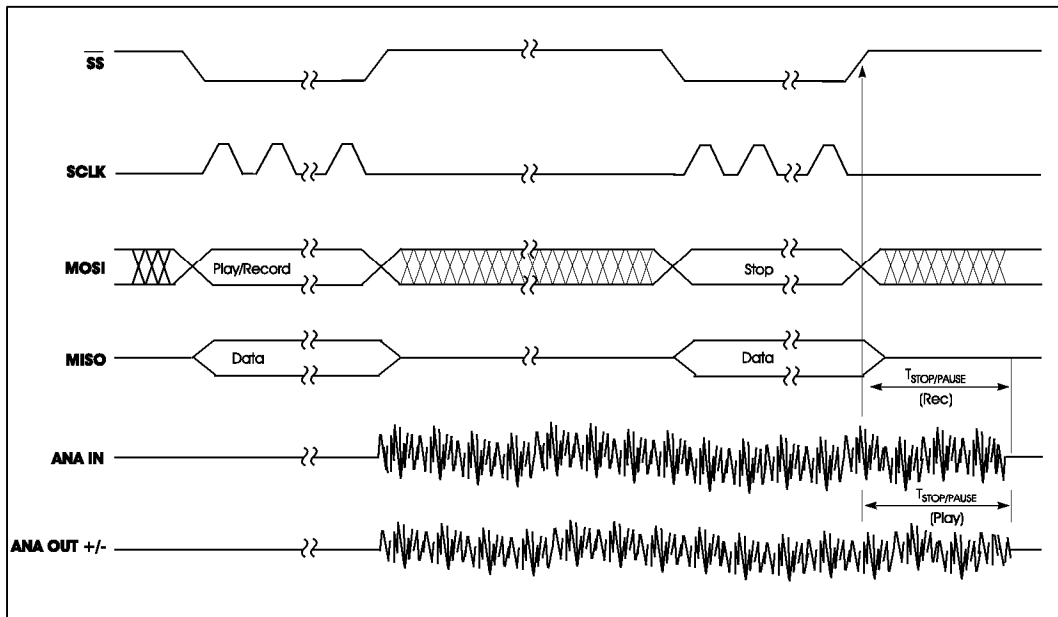 SS
SCLK
MOSI
Play/Record
Stop
MISO
Data
Data
TSTOP/PAUSE
(Rec)
ANA IN
TSTOP/PAUSE
(Play)
ANA OUT +/-